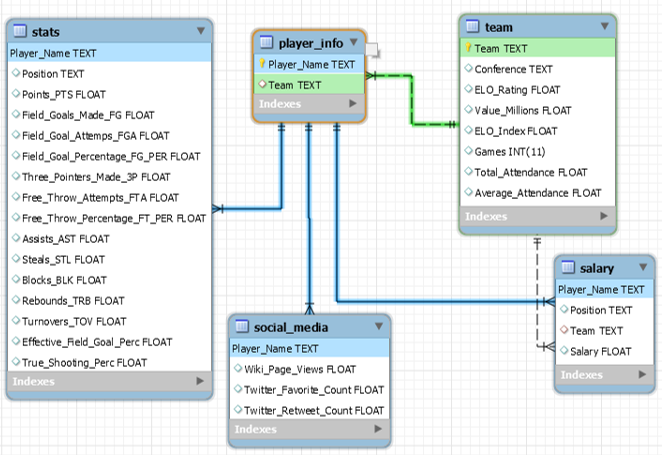 stats
Player_Name TEXT
Position TEXT
Points_PTS FLOAT
Field_Goals_Made_FG FLOAT
Field_Goal_Attemps_FGA FLOAT
Field_Goal_Percentage_FG_PER FLOAT
Three_Pointers_Made_3P FLOAT
Free_Throw_Attempts_FTA FLOAT
Free_Throw_Percentage_FT_PER FLOAT
Assists_AST FLOAT
Steals_STL FLOAT
Blocks_BLK FLOAT
Rebounds_TRB FLOAT
Turnovers_TOV FLOAT
Effective_Field_Goal_Perc FLOAT
True_Shooting_Perc FLOAT
Indexes
player_info
Player_Name TEXT
Team TEXT
Indexes
team
Team TEXT
Conference TEXT
ELO_Rating FLOAT
Value_Millions FLOAT
ELO_Index FLOAT
Games INT(11)
Total_Attendance FLOAT
Average_Attendance FLOAT
Indexes
social_media
Player_Name TEXT
Wiki_Page_Views FLOAT
Twitter_Favorite_Count FLOAT
Twitter_Retweet_Count FLOAT
Indexes
salary
Player_Name TEXT
Position TEXT
Team TEXT
Salary FLOAT
Indexes